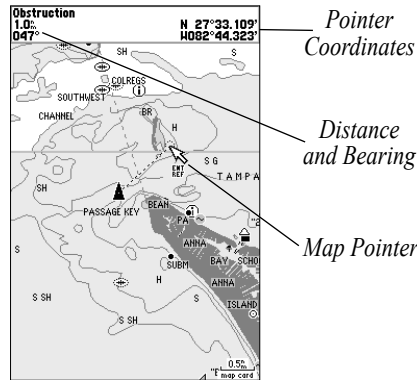 Obstruction
1.0
047°
N 27°33.109'
W082°44.323'
Pointer
Coordinates
SH
S
COLREGS
SOUTHWEST
CHANNEL
BR
H
Distance
and Bearing
S G
ENT
REF
TAMPA
SH
BEAN
PASSAGE KEY
PA
Map Pointer
ANNA
S
BAY
SCHO
SUBM
ANNA
H
S
S SH
ISLAND
S SH
0.5
map card